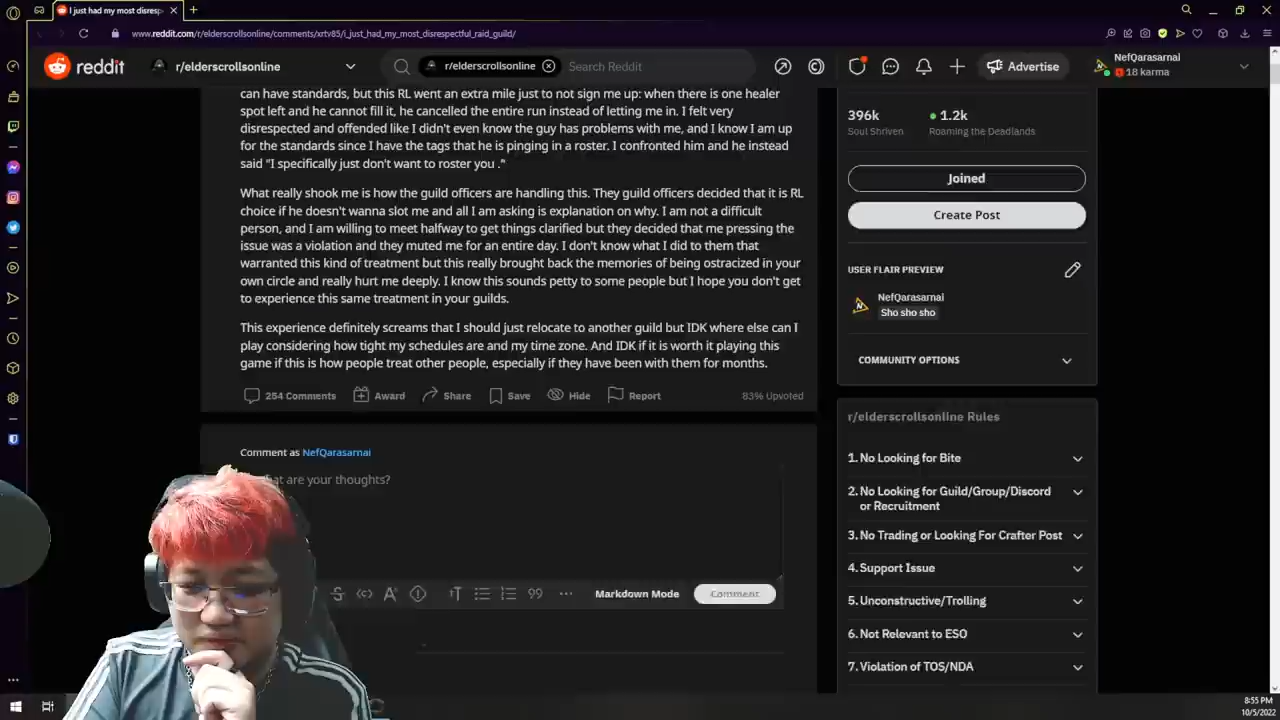 I just had my most disresp
www.reddit.com/r/elderscrollsonline/comments/xrtv85/i_just_had_my_most_disrespectful_raid_guild/
reddit
r/elderscrollsonline
r/elderscrollsonline
Search Reddit
Advertise
NefQarasarnai
18 karma
can have standards, but this RL went an extra mile just to not sign me up: when there is one healer
spot left and he cannot fill it, he cancelled the entire run instead of letting me in. I felt very
disrespected and offended like I didn't even know the guy has problems with me, and I know I am up
for the standards since I have the tags that he is pinging in a roster. I confronted him and he instead
said "I specifically just don't want to roster you ."
What really shook me is how the guild officers are handling this. They guild officers decided that it is RL
choice if he doesn't wanna slot me and all I am asking is explanation on why. I am not a difficult
person, and I am willing to meet halfway to get things clarified but they decided that me pressing the
issue was a violation and they muted me for an entire day. I don't know what I did to them that
warranted this kind of treatment but this really brought back the memories of being ostracized in your
own circle and really hurt me deeply. I know this sounds petty to some people but I hope you don't get
to experience this same treatment in your guilds.
This experience definitely screams that I should just relocate to another guild but IDK where else can I
play considering how tight my schedules are and my time zone. And IDK if it is worth it playing this
game if this is how people treat other people, especially if they have been with them for months.
254 Comments
Award
Share
Save
Hide
Report
83% Upvoted
Comment as NefQarasarnai
at are your thoughts?
Markdown Mode
Comment
396k
1.2k
Soul Shriven
Roaming the Deadlands
Joined
Create Post
USER FLAIR PREVIEW
NefQarasarnai
Sho sho sho
COMMUNITY OPTIONS
r/elderscrollsonline Rules
1. No Looking for Bite
2. No Looking for Guild/Group/Discord
or Recruitment
3. No Trading or Looking For Crafter Post
4. Support Issue
5. Unconstructive/Trolling
6. Not Relevant to ESO
7. Violation of TOS/NDA
8:55 PM
10/5/2022